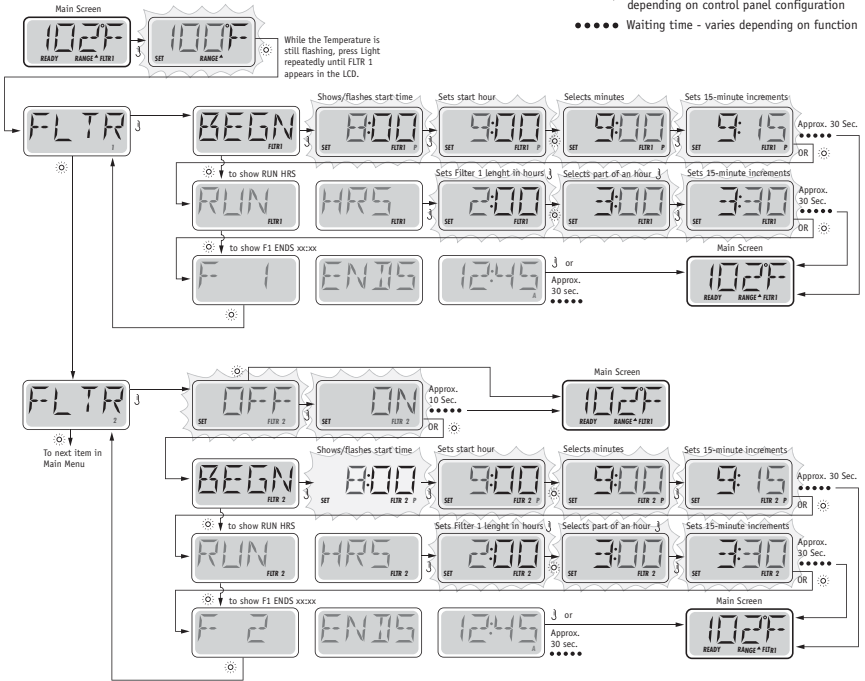 depending on control panel configuration
●●●●● Waiting time - varies depending on function
Main Screen
102°F
READY RANGE FLTR1
100°F
SET RANGE
While the Temperature is
still flashing, press Light
repeatedly until FLTR 1
appears in the LCD.
FLTR
1
BEGN
FLTR1
Shows/flashes start time
8:00
SET FLTR1 P
Sets start hour
9:00
SET FLTR1 P
Selects minutes
9:00
SET FLTR1 P
Sets 15-minute increments
9:15
SET FLTR1 P
Approx. 30 Sec.
●●●●●
OR
to show RUN HRS
RUN
FLTR1
HRS
FLTR1
Sets Filter 1 lenght in hours
2:00
SET FLTR1
Selects part of an hour
3:00
SET FLTR1
Sets 15-minute increments
3:30
SET FLTR1
Approx.
30 Sec.
●●●●●
OR
to show F1 ENDS xx:xx
F 1
ENDS
12:45
A
or
Approx.
30 sec.
●●●●●
Main Screen
102°F
READY RANGE FLTR1
FLTR
2
To next item in
Main Menu
OFF
SET FLTR 2
ON
SET FLTR 2
Approx.
10 Sec.
●●●●●
OR
Main Screen
102°F
READY RANGE FLTR1
BEGN
FLTR 2
Shows/flashes start time
8:00
SET FLTR 2 P
Sets start hour
9:00
SET FLTR 2 P
Selects minutes
9:00
SET FLTR 2 P
Sets 15-minute increments
9:15
SET FLTR 2 P
Approx. 30 Sec.
●●●●●
OR
to show RUN HRS
RUN
FLTR 2
HRS
FLTR 2
Sets Filter 1 lenght in hours
2:00
SET FLTR 2
Selects part of an hour
3:00
SET FLTR 2
Sets 15-minute increments
3:30
SET FLTR 2
Approx.
30 Sec.
●●●●●
OR
to show F1 ENDS xx:xx
F 2
ENDS
12:45
A
or
Approx.
30 sec.
●●●●●
Main Screen
102°F
READY RANGE FLTR1